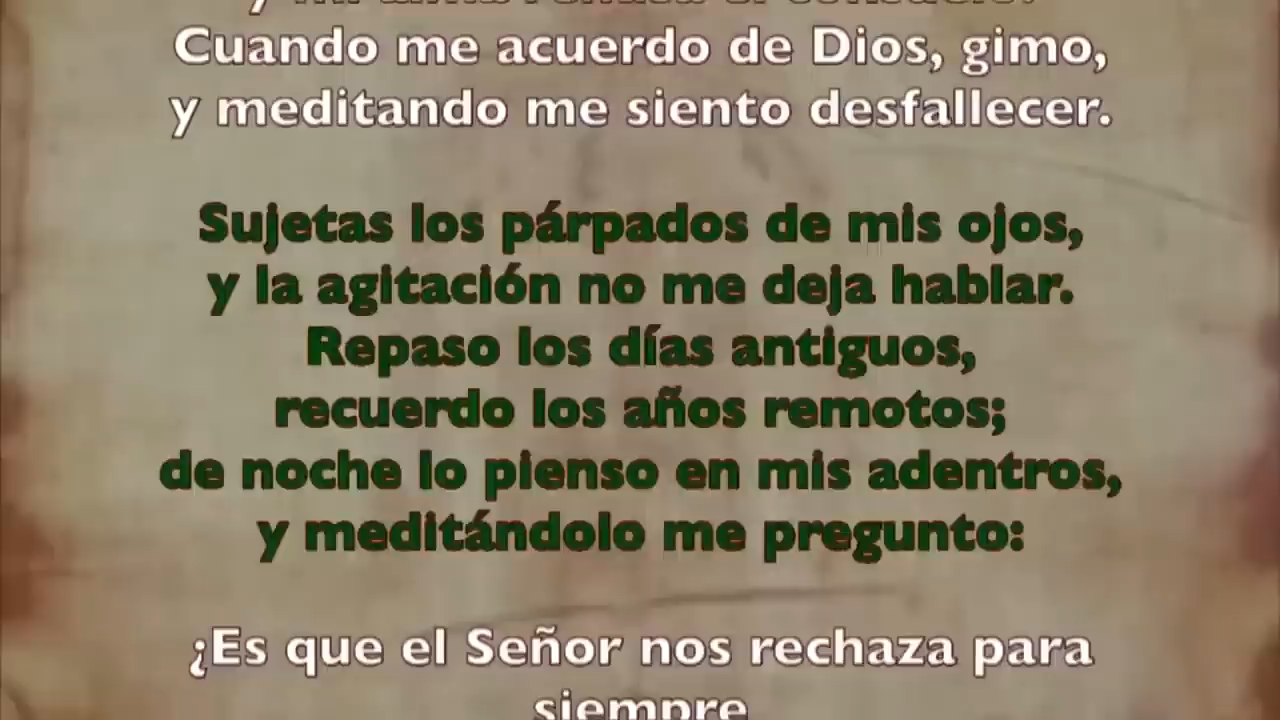 Cuando me acuerdo de Dios, gimo,
y meditando me siento desfallecer.
Sujetas los párpados de mis ojos,
y la agitación no me deja hablar.
Repaso los días antiguos,
recuerdo los años remotos;
de noche lo pienso en mis adentros,
y meditándolo me pregunto:
¿Es que el Señor nos rechaza para
siempre